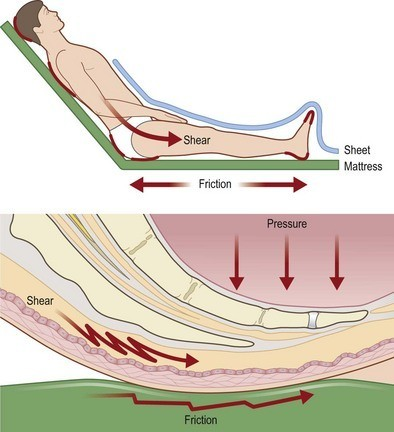 Shear
Sheet
Mattress
Friction
Pressure
Shear
Friction